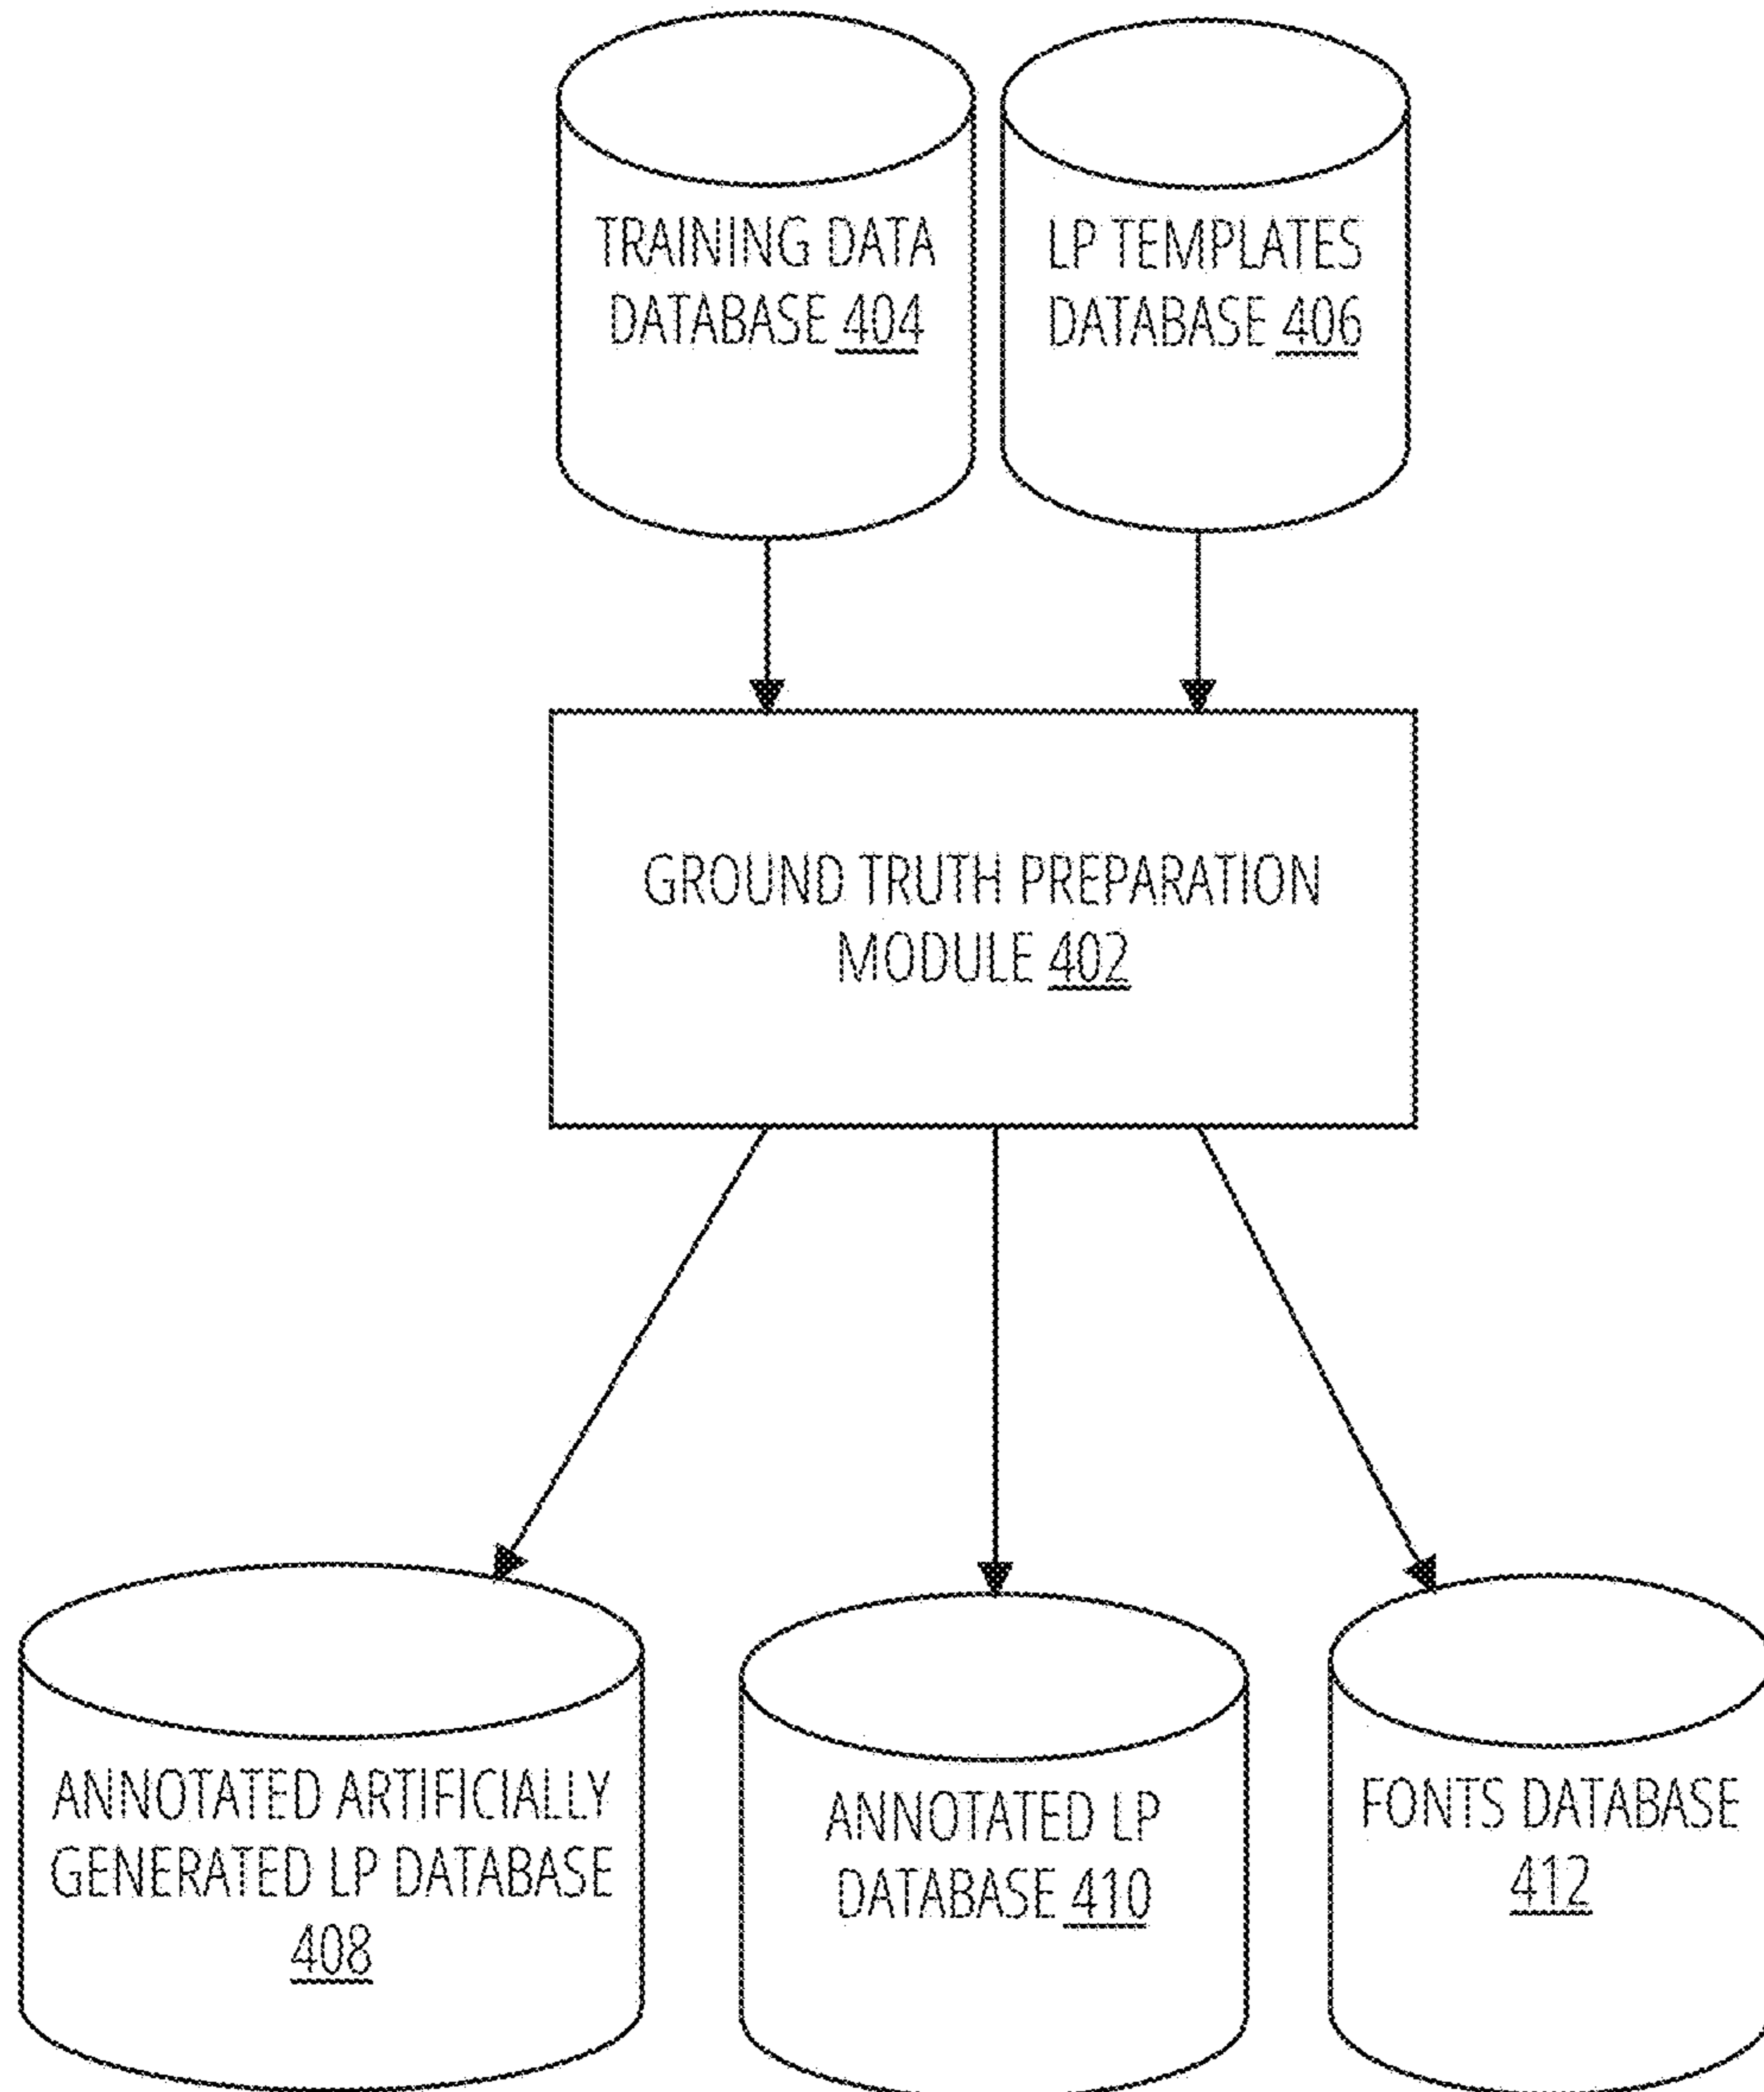 TRAINING DATA
DATABASE 404
LP TEMPLATES
DATABASE 406
GROUND TRUTH PREPARATION
MODULE 402
ANNOTATED ARTIFICIALLY
GENERATED LP DATABASE
408
ANNOTATED LP
DATABASE 410
FONTS DATABASE
412